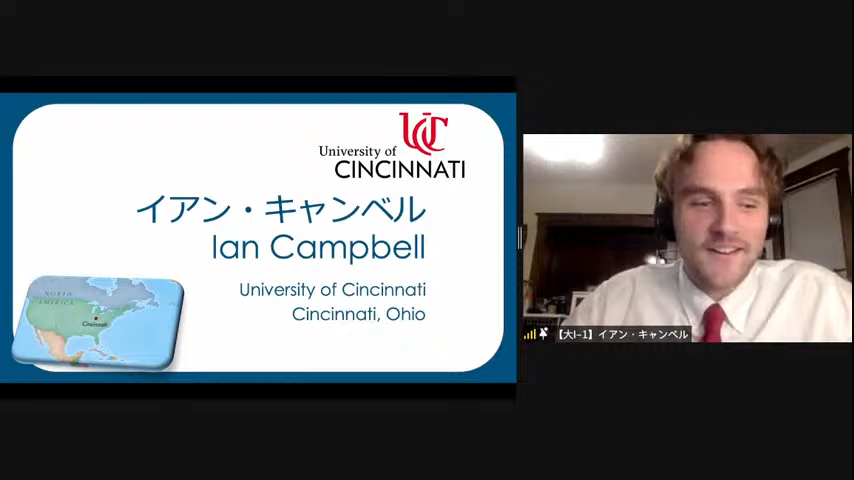 University of
CINCINNATI
イアン・キャンベル
Ian Campbell
University of Cincinnati
Cincinnati, Ohio
NORTH
AMERICA
Cincinnati
【大I-1】イアン・キャンベル